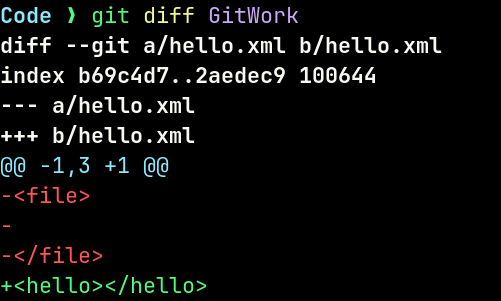 Code ❯ git diff GitWork
diff --git a/hello.xml b/hello.xml
index b69c4d7..2aedec9 100644
--- a/hello.xml
+++ b/hello.xml
@@ -1,3 +1 @@
-<file>
-
-</file>
+<hello></hello>